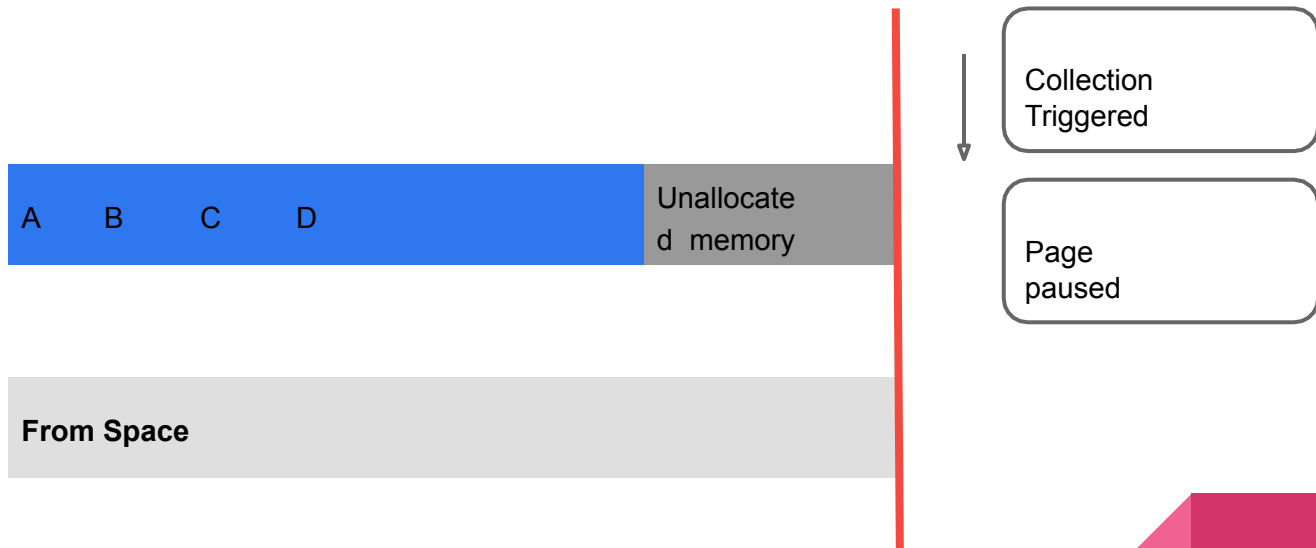 Collection
Triggered
A B C D
Unallocate
d memory
Page
paused
From Space